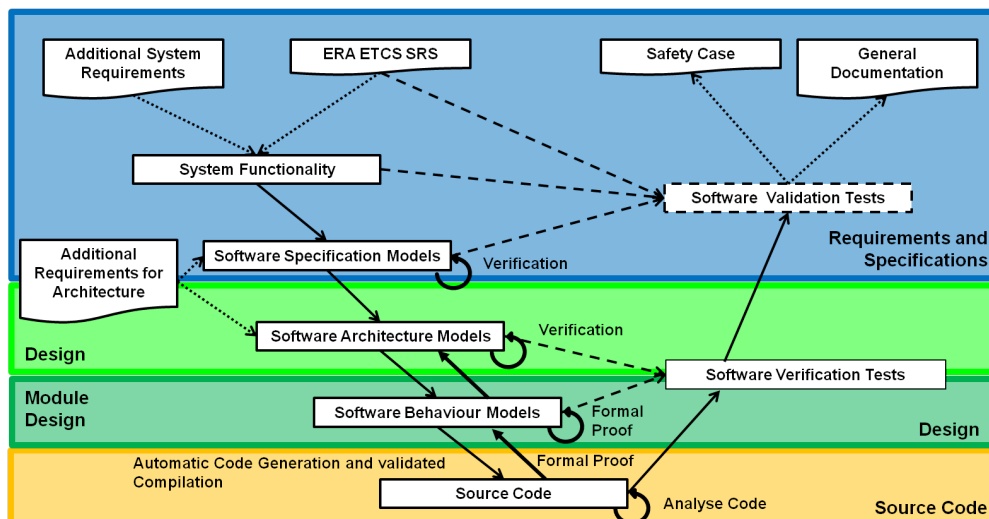 Additional System
Requirements
ERA ETCS SRS
Safety Case
General
Documentation
System Functionality
Software  Validation Tests
Additional
Requirements for
Architecture
Software Specification Models
Verification
Requirements and
Specifications
Software Architecture Models
Verification
Design
Software Verification Tests
Module
Design
Software Behaviour Models
Formal
Proof
Design
Automatic Code Generation and validated
Compilation
Formal Proof
Source Code
Analyse Code
Source Code